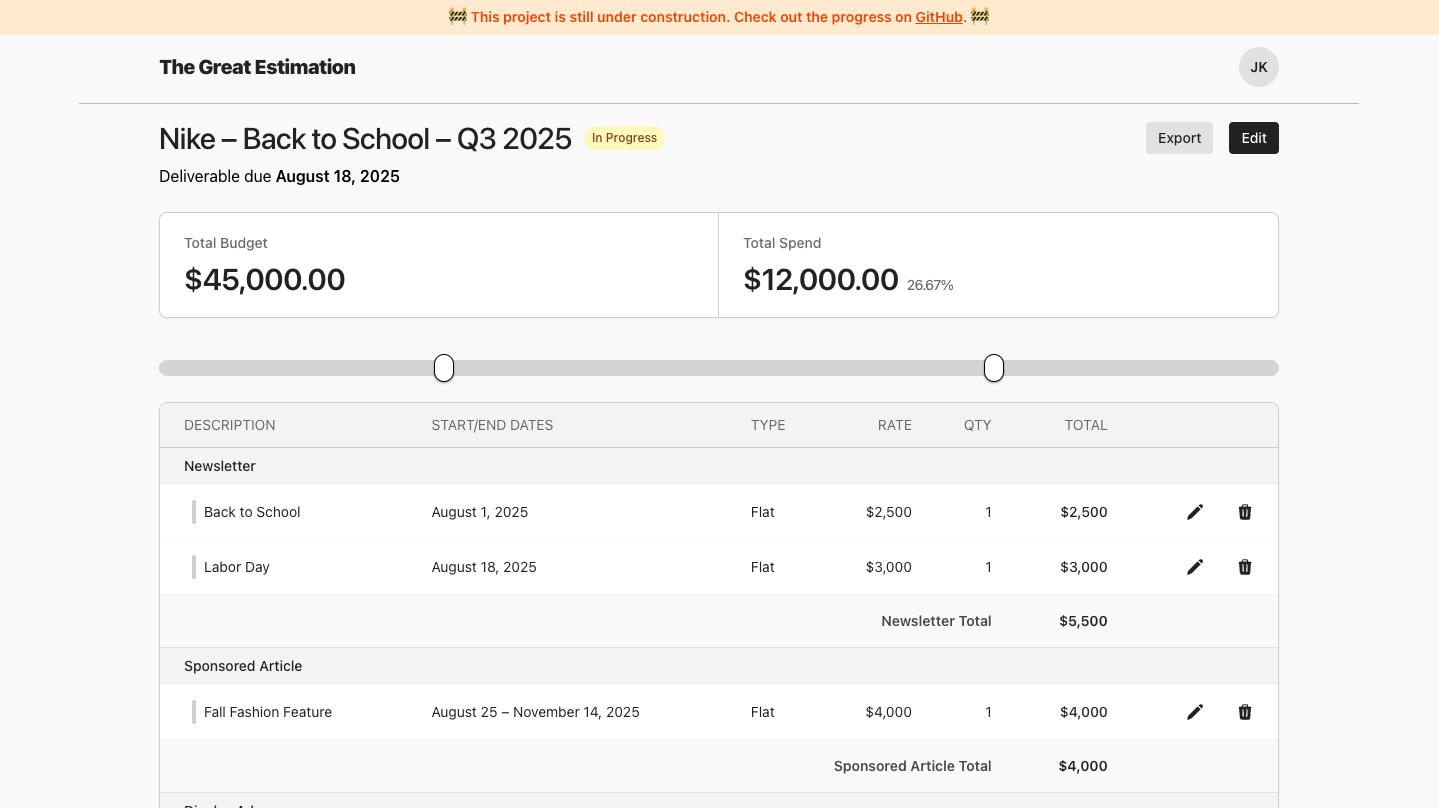 🚧 This project is still under construction. Check out the progress on GitHub. 🚧
The Great Estimation
JK
Nike – Back to School – Q3 2025 In Progress
Export Edit
Deliverable due August 18, 2025
Total Budget
$45,000.00
Total Spend
$12,000.00 26.67%
DESCRIPTION START/END DATES TYPE RATE QTY TOTAL
Newsletter
Back to School August 1, 2025 Flat $2,500 1 $2,500
Labor Day August 18, 2025 Flat $3,000 1 $3,000
Newsletter Total $5,500
Sponsored Article
Fall Fashion Feature August 25 – November 14, 2025 Flat $4,000 1 $4,000
Sponsored Article Total $4,000